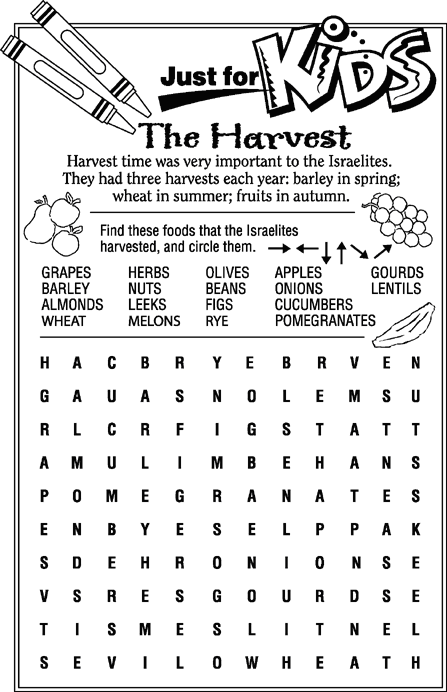 Just for KiDS
The Harvest
Harvest time was very important to the Israelites.
They had three harvests each year: barley in spring;
wheat in summer; fruits in autumn.
Find these foods that the Israelites
harvested, and circle them.
GRAPES HERBS OLIVES APPLES GOURDS
BARLEY NUTS BEANS ONIONS LENTILS
ALMONDS LEEKS FIGS CUCUMBERS
WHEAT MELONS RYE POMEGRANATES
H A C B R Y E B R V E N
G A U A S N O L E M S U
R L C R F I G S T A T T
A M U L I M B E H A N S
P O M E G R A N A T E S
E N B Y E S E L P P A K
S D E H R O N I O N S E
V S R E S G O U R D S E
T I S M E S L I T N E L
S E V I L O W H E A T H